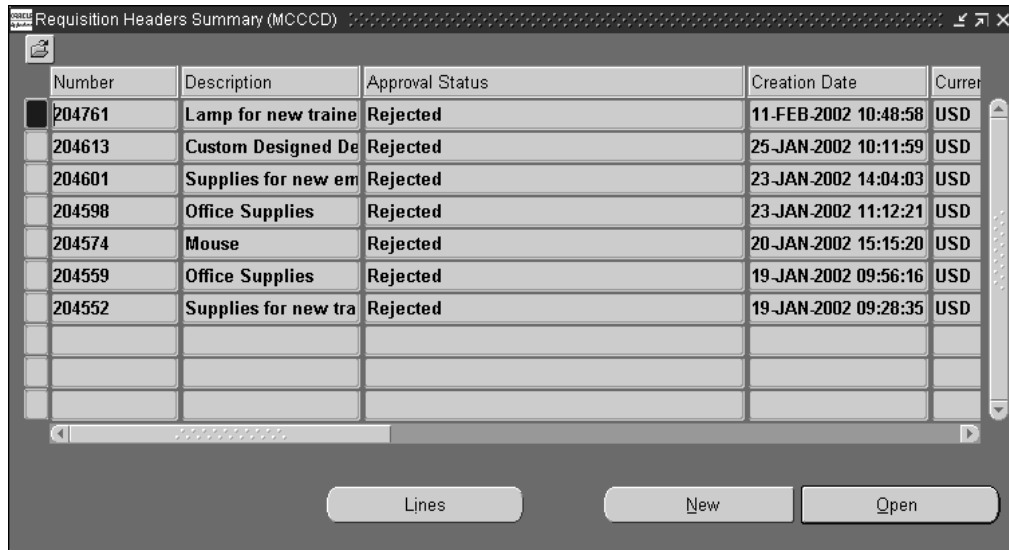 ORACLE
Requisition Headers Summary (MCCCD)
Number Description Approval Status Creation Date Curren
204761 Lamp for new traine Rejected 11-FEB-2002 10:48:58 USD
204613 Custom Designed De Rejected 25-JAN-2002 10:11:59 USD
204601 Supplies for new em Rejected 23-JAN-2002 14:04:03 USD
204598 Office Supplies Rejected 23-JAN-2002 11:12:21 USD
204574 Mouse Rejected 20-JAN-2002 15:15:20 USD
204559 Office Supplies Rejected 19-JAN-2002 09:56:16 USD
204552 Supplies for new tra Rejected 19-JAN-2002 09:28:35 USD
Lines New Open